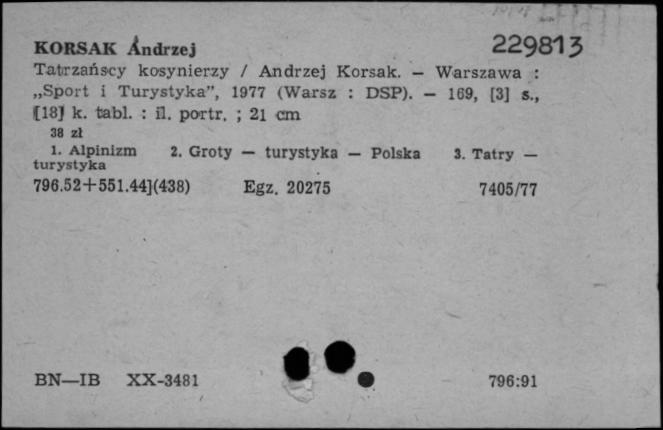 KORSAK Andrzej 229813
Tatrzańscy kosynierzy / Andrzej Korsak. — Warszawa :
„Sport i Turystyka”, 1977 (Warsz : DSP). — 169, [3] s.,
[18] k. tabl. : il. portr. ; 21 cm
38 zł
1. Alpinizm 2. Groty — turystyka — Polska 3. Tatry —
turystyka
796.52+551.44](438) Egz. 20275 7405/77
BN—IB XX-3481 796:91